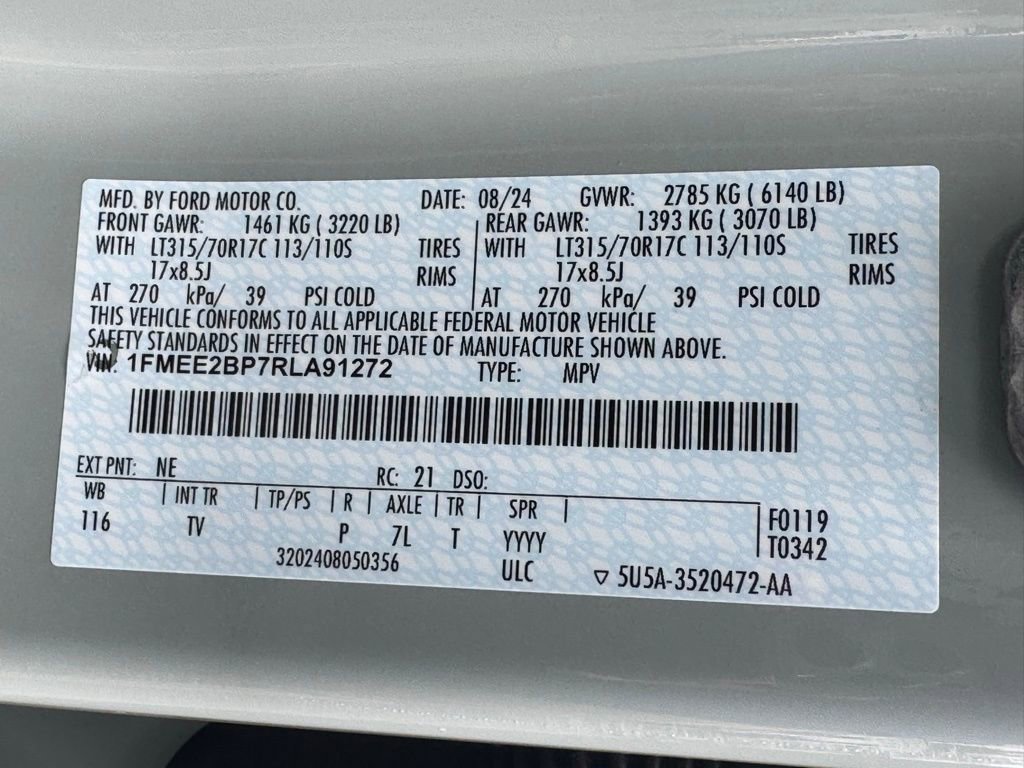 MFD. BY FORD MOTOR CO. DATE: 08/24 GVWR: 2785 KG ( 6140 LB)
FRONT GAWR: 1461 KG ( 3220 LB) REAR GAWR: 1393 KG ( 3070 LB)
WITH LT315/70R17C 113/110S TIRES WITH LT315/70R17C 113/110S TIRES
17x8.5J RIMS 17x8.5J RIMS
AT 270 kPa/ 39 PSI COLD AT 270 kPa/ 39 PSI COLD
THIS VEHICLE CONFORMS TO ALL APPLICABLE FEDERAL MOTOR VEHICLE
SAFETY STANDARDS IN EFFECT ON THE DATE OF MANUFACTURE SHOWN ABOVE.
VIN: 1FMEE2BP7RLA91272 TYPE: MPV
EXT PNT: NE RC: 21 DSO:
WB INT TR TP/PS R AXLE TR SPR
116 TV P 7L T YYYY
F0119
T0342
3202408050356 ULC 5U5A-3520472-AA